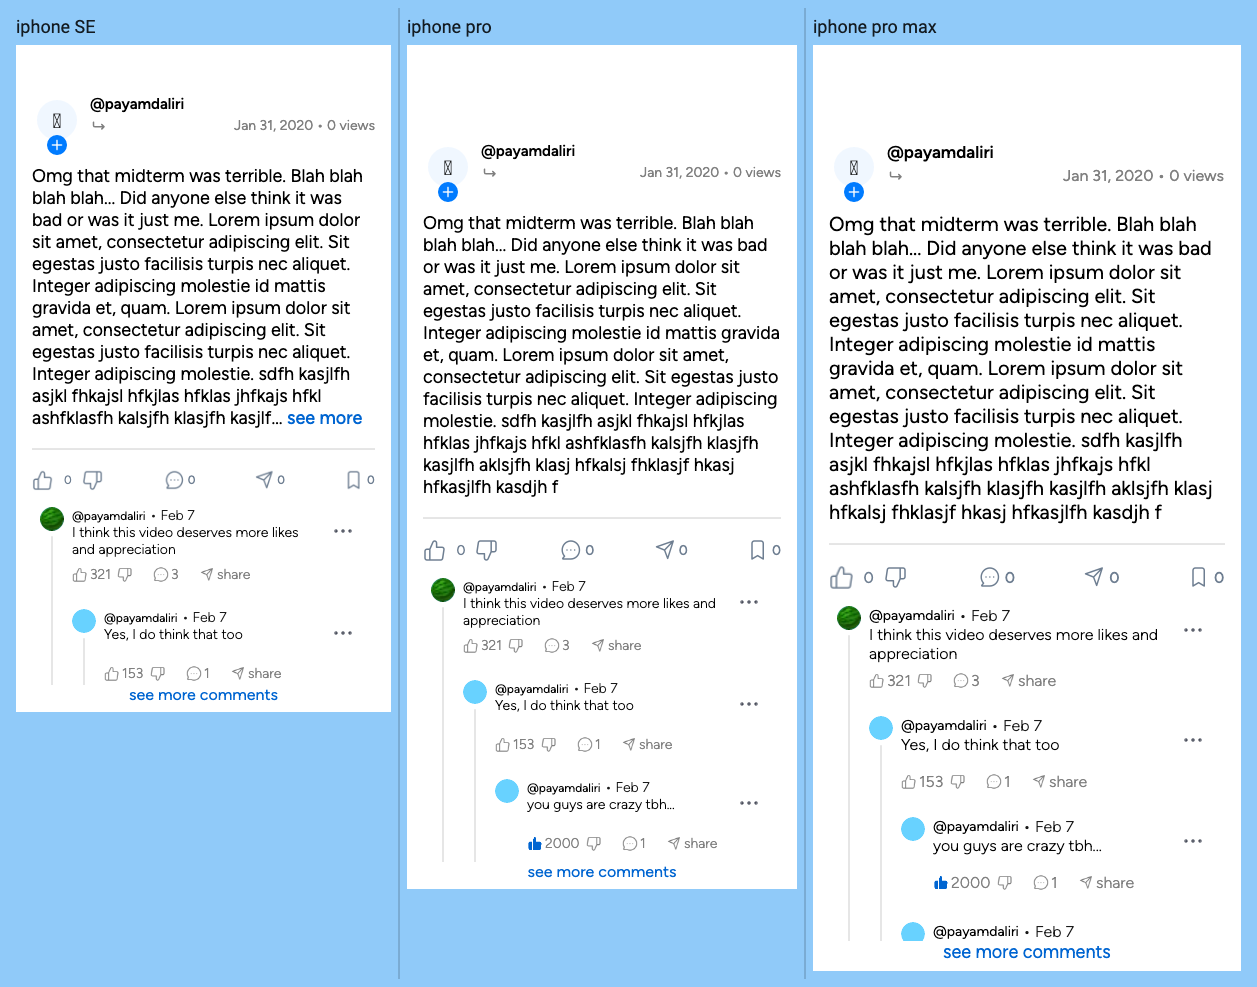 iphone SE
@payamdaliri
Jan 31, 2020 • 0 views
Omg that midterm was terrible. Blah blah
blah blah... Did anyone else think it was
bad or was it just me. Lorem ipsum dolor
sit amet, consectetur adipiscing elit. Sit
egestas justo facilisis turpis nec aliquet.
Integer adipiscing molestie id mattis
gravida et, quam. Lorem ipsum dolor sit
amet, consectetur adipiscing elit. Sit
egestas justo facilisis turpis nec aliquet.
Integer adipiscing molestie. sdfh kasjlfh
asjkl fhkajsl hfkjlas hfklas jhfkajs hfkl
ashfklasfh kalsjfh klasjfh kasjlf... see more
0 0 0 0
@payamdaliri • Feb 7
I think this video deserves more likes
and appreciation
321 3 share
@payamdaliri • Feb 7
Yes, I do think that too
153 1 share
see more comments
iphone pro
@payamdaliri
Jan 31, 2020 • 0 views
Omg that midterm was terrible. Blah blah
blah blah... Did anyone else think it was bad
or was it just me. Lorem ipsum dolor sit
amet, consectetur adipiscing elit. Sit
egestas justo facilisis turpis nec aliquet.
Integer adipiscing molestie id mattis gravida
et, quam. Lorem ipsum dolor sit amet,
consectetur adipiscing elit. Sit egestas justo
facilisis turpis nec aliquet. Integer adipiscing
molestie. sdfh kasjlfh asjkl fhkajsl hfkjlas
hfklas jhfkajs hfkl ashfklasfh kalsjfh klasjfh
kasjlfh aklsjfh klasj hfkalsj fhklasjf hkasj
hfkasjlfh kasdjh f
0 0 0 0
@payamdaliri • Feb 7
I think this video deserves more likes and
appreciation
321 3 share
@payamdaliri • Feb 7
Yes, I do think that too
153 1 share
@payamdaliri • Feb 7
you guys are crazy tbh...
2000 1 share
see more comments
iphone pro max
@payamdaliri
Jan 31, 2020 • 0 views
Omg that midterm was terrible. Blah blah
blah blah... Did anyone else think it was bad
or was it just me. Lorem ipsum dolor sit
amet, consectetur adipiscing elit. Sit
egestas justo facilisis turpis nec aliquet.
Integer adipiscing molestie id mattis
gravida et, quam. Lorem ipsum dolor sit
amet, consectetur adipiscing elit. Sit
egestas justo facilisis turpis nec aliquet.
Integer adipiscing molestie. sdfh kasjlfh
asjkl fhkajsl hfkjlas hfklas jhfkajs hfkl
ashfklasfh kalsjfh klasjfh kasjlfh aklsjfh klasj
hfkalsj fhklasjf hkasj hfkasjlfh kasdjh f
0 0 0 0
@payamdaliri • Feb 7
I think this video deserves more likes and
appreciation
321 3 share
@payamdaliri • Feb 7
Yes, I do think that too
153 1 share
@payamdaliri • Feb 7
you guys are crazy tbh...
2000 1 share
@payamdaliri • Feb 7
see more comments